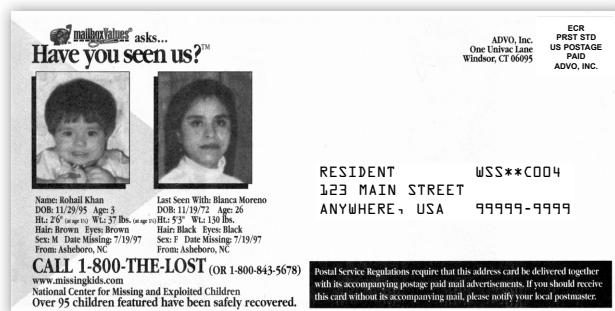 mailboxValues® asks...
Have you seen us?™
ADVO, Inc.
One Univac Lane
Windsor, CT 06095
ECR
PRST STD
US POSTAGE
PAID
ADVO, INC.
Name: Rohail Khan
DOB: 11/29/95 Age: 3
Ht.: 2'6" (at age 1½) Wt.: 37 lbs. (at age 1½)
Hair: Brown Eyes: Brown
Sex: M Date Missing: 7/19/97
From: Asheboro, NC
Last Seen With: Blanca Moreno
DOB: 11/19/72 Age: 26
Ht.: 5'3" Wt.: 130 lbs.
Hair: Black Eyes: Black
Sex: F Date Missing: 7/19/97
From: Asheboro, NC
RESIDENT WSS**C004
123 MAIN STREET
ANYWHERE, USA 99999-9999
CALL 1-800-THE-LOST (OR 1-800-843-5678)
www.missingkids.com
National Center for Missing and Exploited Children
Over 95 children featured have been safely recovered.
Postal Service Regulations require that this address card be delivered together
with its accompanying postage paid mail advertisements. If you should receive
this card without its accompanying mail, please notify your local postmaster.